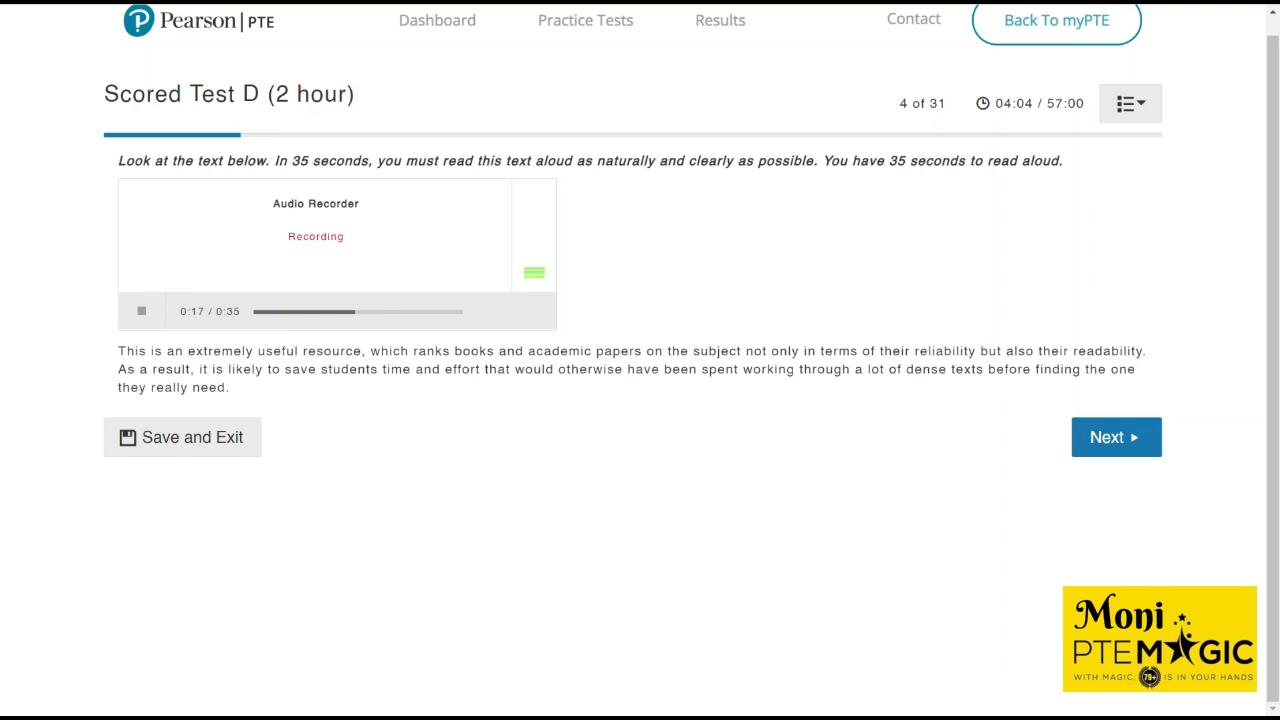 Pearson | PTE
Dashboard
Practice Tests
Results
Contact
Back To myPTE
Scored Test D (2 hour)
4 of 31
04:04 / 57:00
Look at the text below. In 35 seconds, you must read this text aloud as naturally and clearly as possible. You have 35 seconds to read aloud.
Audio Recorder
Recording
0:17 / 0:35
This is an extremely useful resource, which ranks books and academic papers on the subject not only in terms of their reliability but also their readability.
As a result, it is likely to save students time and effort that would otherwise have been spent working through a lot of dense texts before finding the one
they really need.
Save and Exit
Next
Moni
PTEMAGIC
WITH MAGIC, 79+ IS IN YOUR HANDS